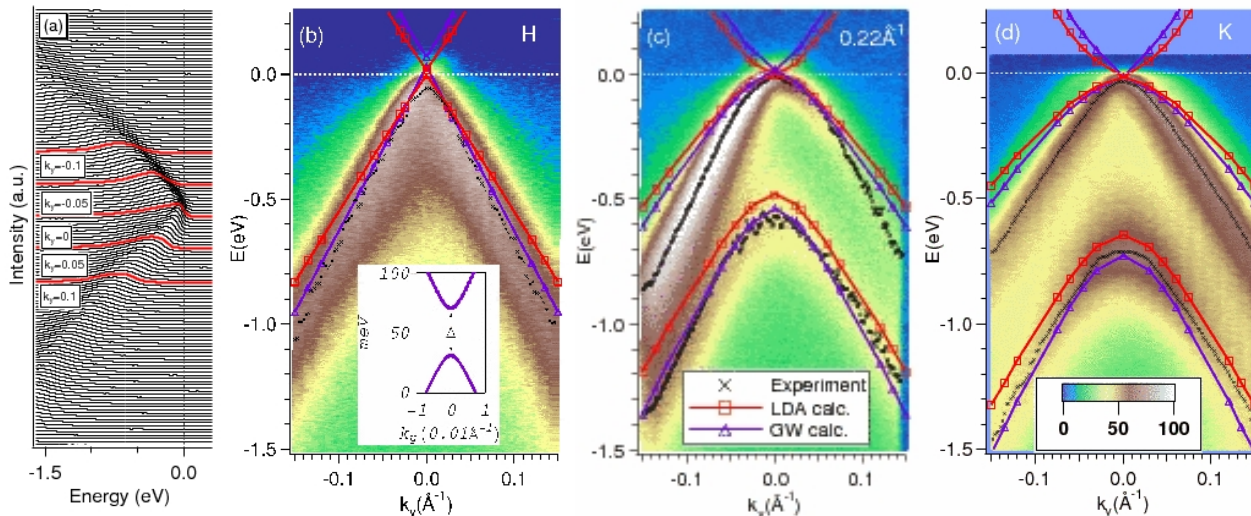 (a)
Intensity (a.u.)
k_y=-0.1
k_y=-0.05
k_y=0
k_y=0.05
k_y=0.1
-1.5
0.0
Energy (eV)
(b)
H
E(eV)
0.0
-0.5
-1.0
-1.5
-0.1
0.0
0.1
k_y(Å⁻¹)
100
50
0
meV
Δ
-1
0
1
k_y(0.01Å⁻¹)
(c)
0.22Å⁻¹
E(eV)
0.0
-0.5
-1.0
-1.5
Experiment
LDA calc.
GW calc.
-0.1
0.0
0.1
k_y(Å⁻¹)
(d)
K
E(eV)
0.0
-0.5
-1.0
-1.5
0
50
100
-0.1
0.0
0.1
k_y(Å⁻¹)